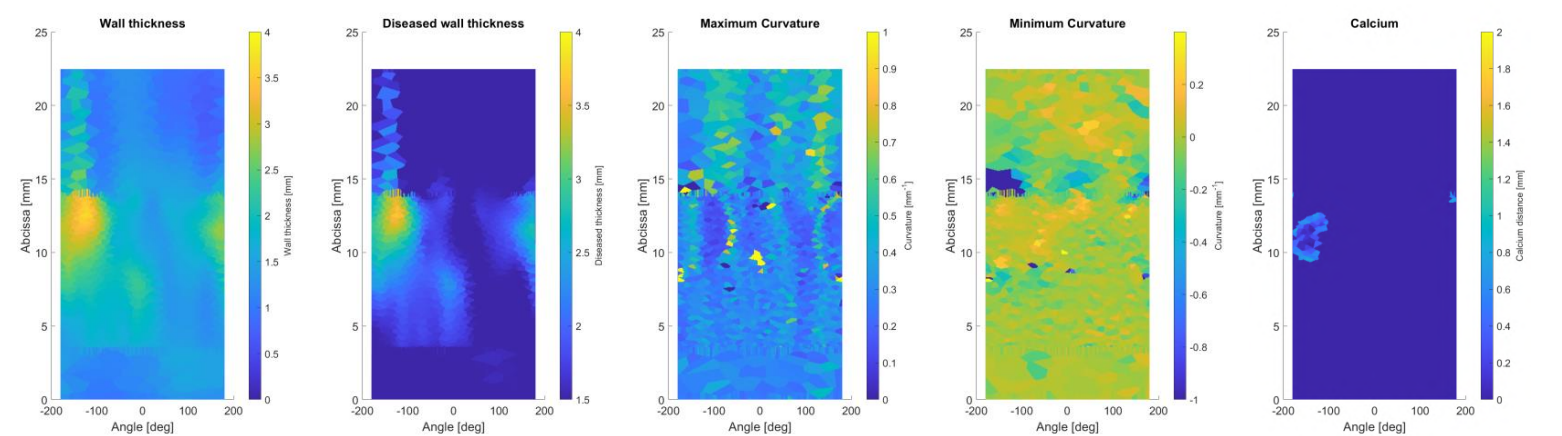 Wall thickness
25
20
15
10
5
0
Abcissa [mm]
-200 -100 0 100 200
Angle [deg]
4
3.5
3
2.5
2
1.5
1
0.5
0
Wall thickness [mm]
Diseased wall thickness
25
20
15
10
5
0
Abcissa [mm]
-200 -100 0 100 200
Angle [deg]
4
3.5
3
2.5
2
1.5
Diseased thickness [mm]
Maximum Curvature
25
20
15
10
5
0
Abcissa [mm]
-200 -100 0 100 200
Angle [deg]
1
0.9
0.8
0.7
0.6
0.5
0.4
0.3
0.2
0.1
0
Curvature [mm⁻¹]
Minimum Curvature
25
20
15
10
5
0
Abcissa [mm]
-200 -100 0 100 200
Angle [deg]
0.2
0
-0.2
-0.4
-0.6
-0.8
-1
Curvature [mm⁻¹]
Calcium
25
20
15
10
5
0
Abcissa [mm]
-200 -100 0 100 200
Angle [deg]
2
1.8
1.6
1.4
1.2
1
0.8
0.6
0.4
0.2
0
Calcium distance [mm]